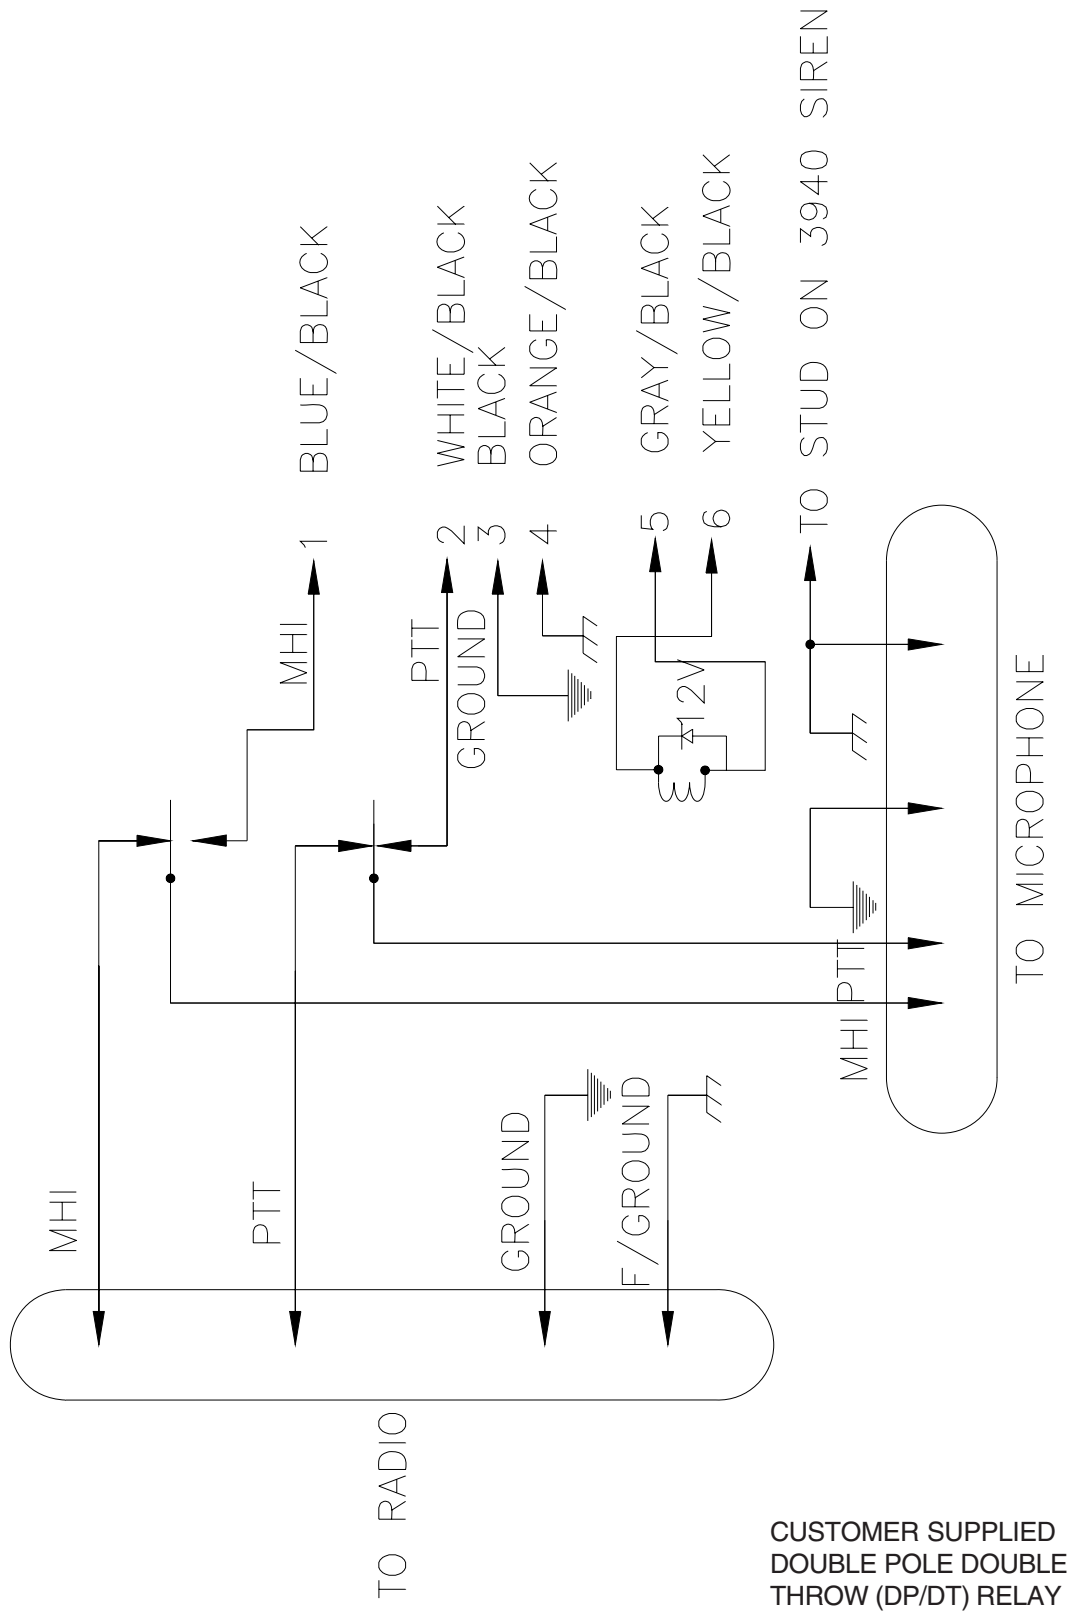 TO STUD ON 3940 SIREN
MHI 1 BLUE/BLACK
PTT 2 WHITE/BLACK
GROUND 3 BLACK
4 ORANGE/BLACK
5 GRAY/BLACK
6 YELLOW/BLACK
12V
MHI
PTT
TO MICROPHONE
MHI
PTT
GROUND
F/GROUND
TO RADIO
CUSTOMER SUPPLIED
DOUBLE POLE DOUBLE
THROW (DP/DT) RELAY